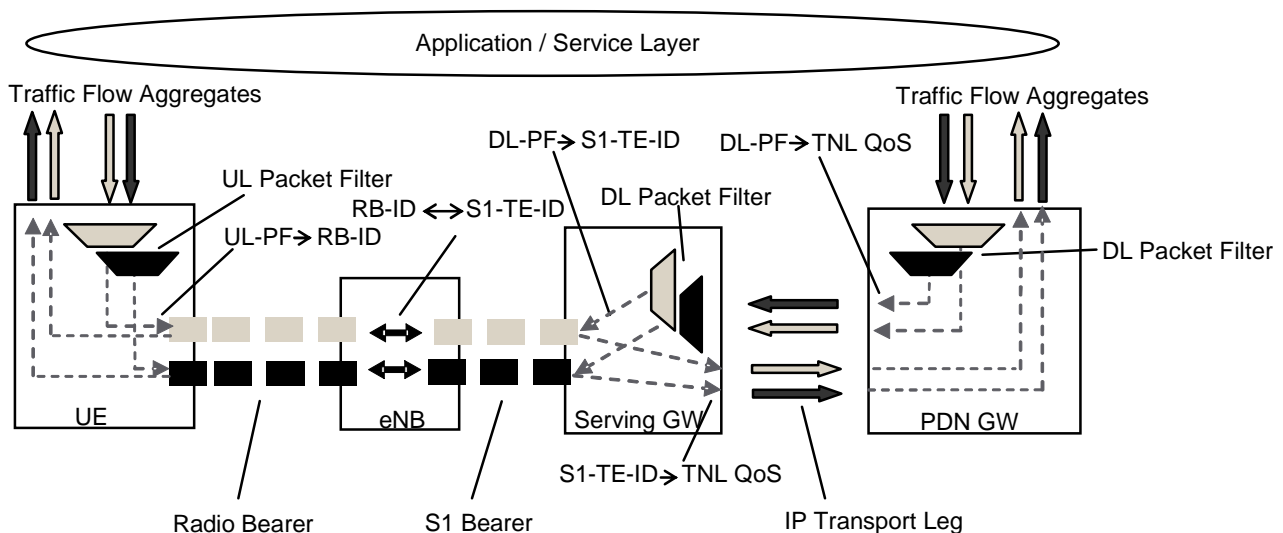 Application / Service Layer
Traffic Flow Aggregates
Traffic Flow Aggregates
DL-PF→S1-TE-ID
DL-PF→TNL QoS
UL Packet Filter
DL Packet Filter
RB-ID ↔ S1-TE-ID
UL-PF→RB-ID
DL Packet Filter
UE
eNB
Serving GW
PDN GW
S1-TE-ID→TNL QoS
Radio Bearer
S1 Bearer
IP Transport Leg